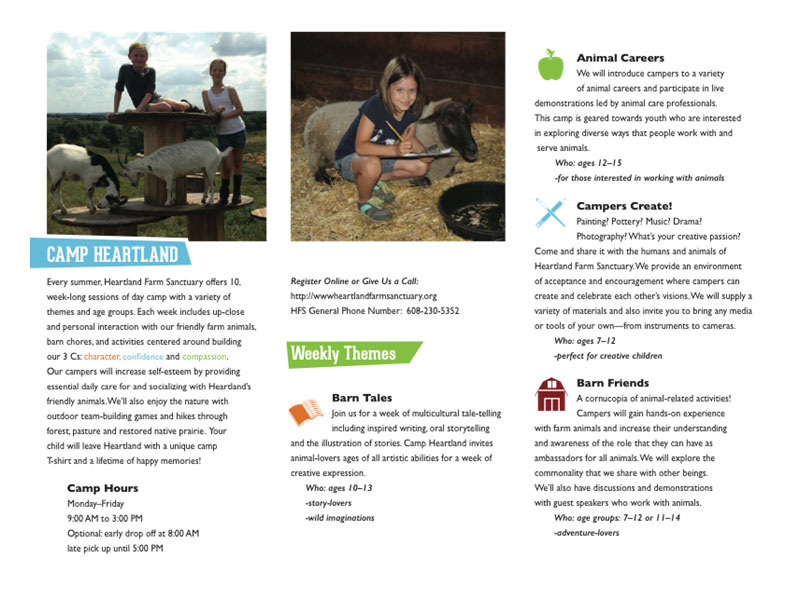 CAMP HEARTLAND
Every summer, Heartland Farm Sanctuary offers 10,
week-long sessions of day camp with a variety of
themes and age groups. Each week includes up-close
and personal interaction with our friendly farm animals,
barn chores, and activities centered around building
our 3 Cs: character, confidence and compassion.
Our campers will increase self-esteem by providing
essential daily care for and socializing with Heartland's
friendly animals. We'll also enjoy the nature with
outdoor team-building games and hikes through
forest, pasture and restored native prairie. Your
child will leave Heartland with a unique camp
T-shirt and a lifetime of happy memories!
Camp Hours
Monday–Friday
9:00 AM to 3:00 PM
Optional: early drop off at 8:00 AM
late pick up until 5:00 PM
Register Online or Give Us a Call:
http://wwwheartlandfarmsanctuary.org
HFS General Phone Number: 608-230-5352
Weekly Themes
Barn Tales
Join us for a week of multicultural tale-telling
including inspired writing, oral storytelling
and the illustration of stories. Camp Heartland invites
animal-lovers ages of all artistic abilities for a week of
creative expression.
Who: ages 10–13
-story-lovers
-wild imaginations
Animal Careers
We will introduce campers to a variety
of animal careers and participate in live
demonstrations led by animal care professionals.
This camp is geared towards youth who are interested
in exploring diverse ways that people work with and
serve animals.
Who: ages 12–15
-for those interested in working with animals
Campers Create!
Painting? Pottery? Music? Drama?
Photography? What's your creative passion?
Come and share it with the humans and animals of
Heartland Farm Sanctuary. We provide an environment
of acceptance and encouragement where campers can
create and celebrate each other's visions. We will supply a
variety of materials and also invite you to bring any media
or tools of your own—from instruments to cameras.
Who: ages 7–12
-perfect for creative children
Barn Friends
A cornucopia of animal-related activities!
Campers will gain hands-on experience
with farm animals and increase their understanding
and awareness of the role that they can have as
ambassadors for all animals. We will explore the
commonality that we share with other beings.
We'll also have discussions and demonstrations
with guest speakers who work with animals.
Who: age groups: 7–12 or 11–14
-adventure-lovers